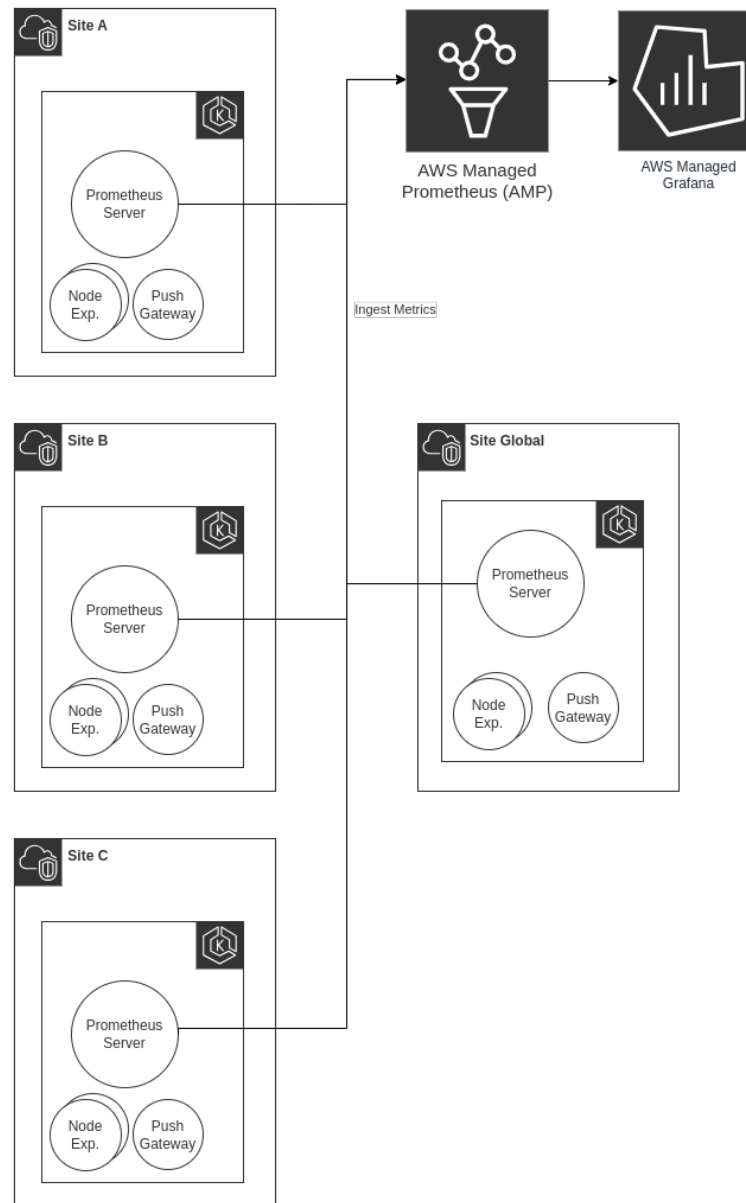 Site A
K
Prometheus
Server
Node
Exp.
Push
Gateway
AWS Managed
Prometheus (AMP)
AWS Managed
Grafana
Ingest Metrics
Site B
K
Prometheus
Server
Node
Exp.
Push
Gateway
Site Global
K
Prometheus
Server
Node
Exp.
Push
Gateway
Site C
K
Prometheus
Server
Node
Exp.
Push
Gateway